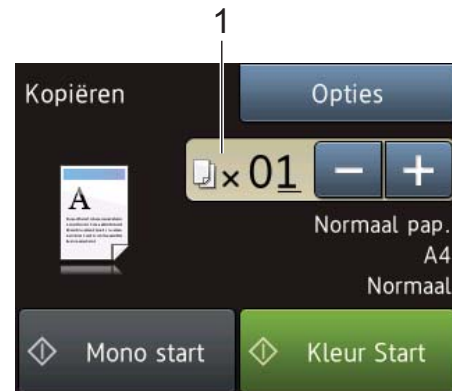 1
Kopiëren
Opties
× 01
− +
A
Normaal pap.
A4
Normaal
Mono start
Kleur Start